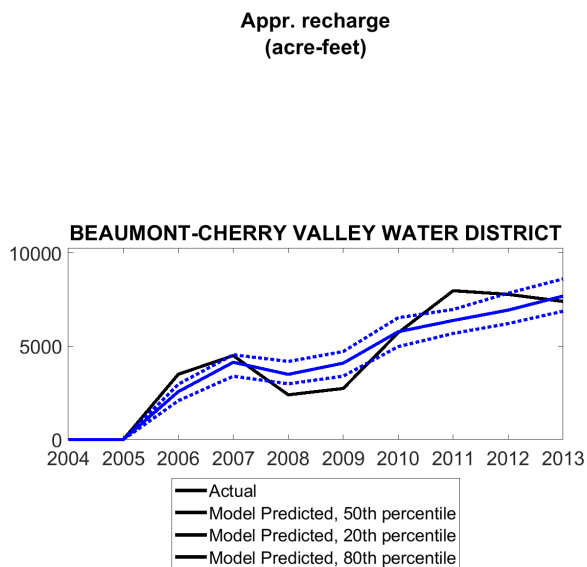 Appr. recharge
(acre-feet)
BEAUMONT-CHERRY VALLEY WATER DISTRICT
10000
5000
0
2004 2005 2006 2007 2008 2009 2010 2011 2012 2013
Actual
Model Predicted, 50th percentile
Model Predicted, 20th percentile
Model Predicted, 80th percentile